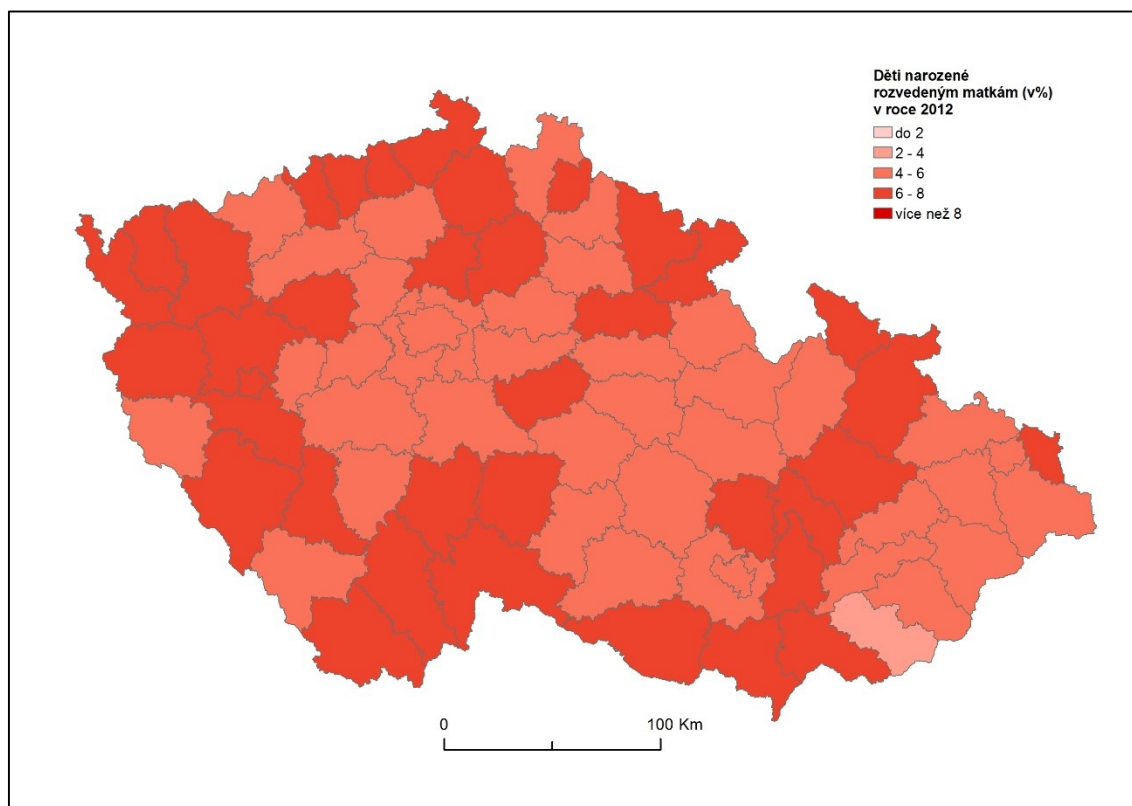 Děti narozené
rozvedeným matkám (v%)
v roce 2012
do 2
2 - 4
4 - 6
6 - 8
více než 8
0
100 Km